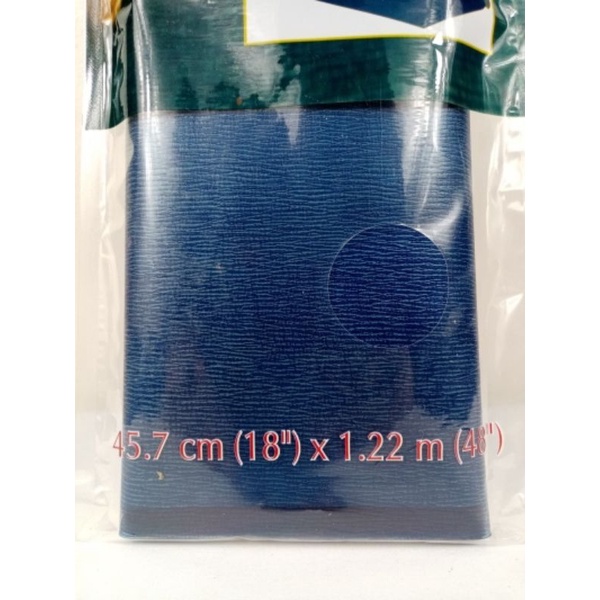 45.7 cm (18") x 1.22 m (48")